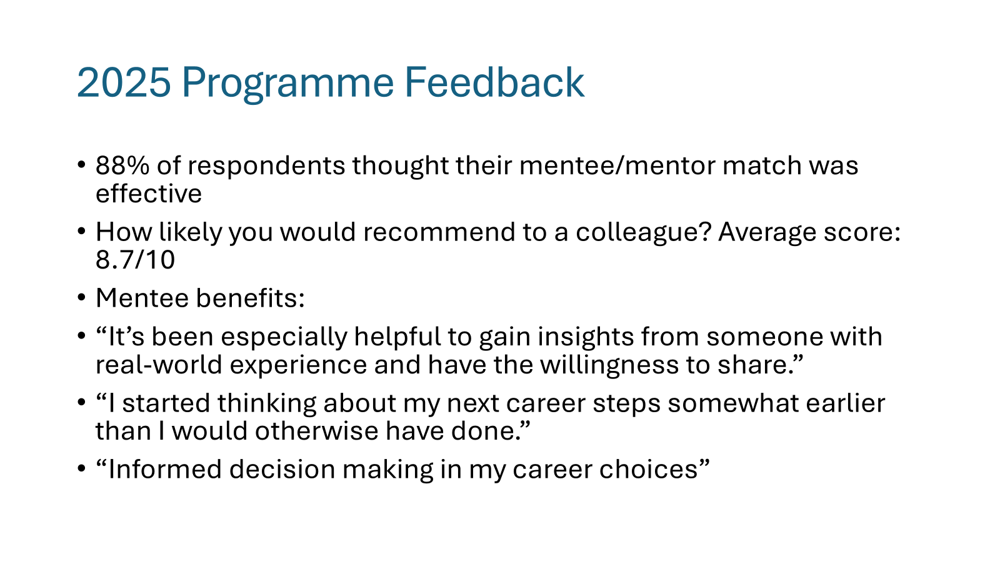 2025 Programme Feedback
• 88% of respondents thought their mentee/mentor match was
effective
• How likely you would recommend to a colleague? Average score:
8.7/10
• Mentee benefits:
• “It’s been especially helpful to gain insights from someone with
real-world experience and have the willingness to share.”
• “I started thinking about my next career steps somewhat earlier
than I would otherwise have done.”
• “Informed decision making in my career choices”